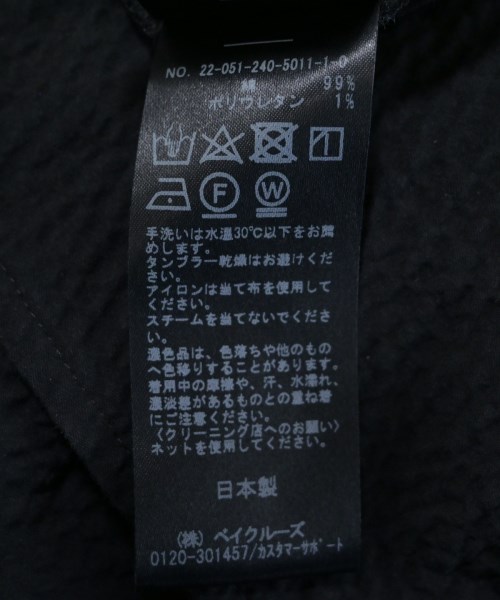 NO. 22-051-240-5011-1-0
綿 99%
ポリウレタン 1%
F W
手洗いは水温30℃以下をお薦
めします。
タンブラー乾燥はお避けくだ
さい。
アイロンは当て布を使用して
ください。
スチームを当てないでくださ
い。
濃色品は、色落ちや他のもの
へ色移りすることがあります。
着用中の摩擦や、汗、水濡れ、
濃淡差があるものとの重ね着
にご注意ください。
〈クリーニング店へのお願い〉
ネットを使用してください。
日本製
(株) ベイクルーズ
0120-301457/カスタマーサポート